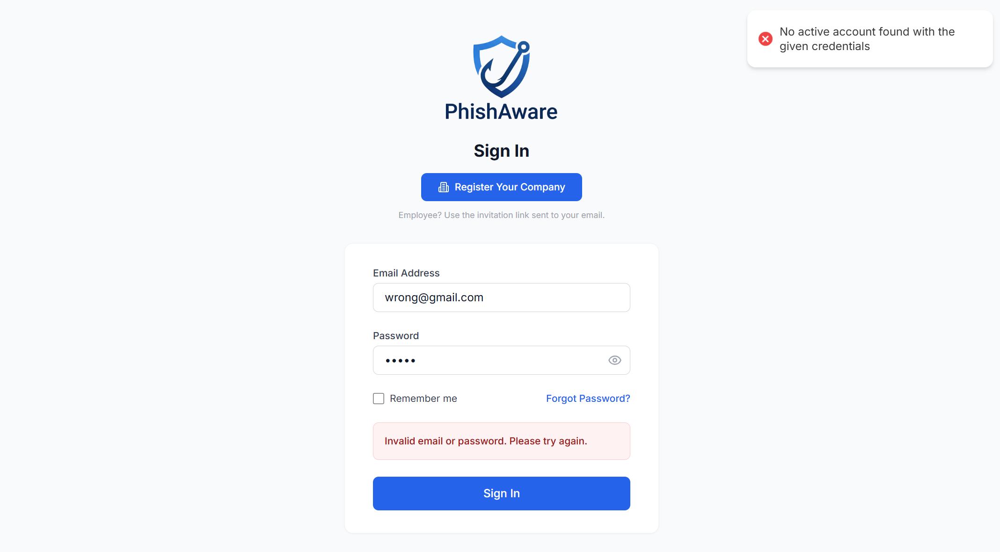 No active account found with the
given credentials
PhishAware
Sign In
Register Your Company
Employee? Use the invitation link sent to your email.
Email Address
wrong@gmail.com
Password
•••••
Remember me
Forgot Password?
Invalid email or password. Please try again.
Sign In